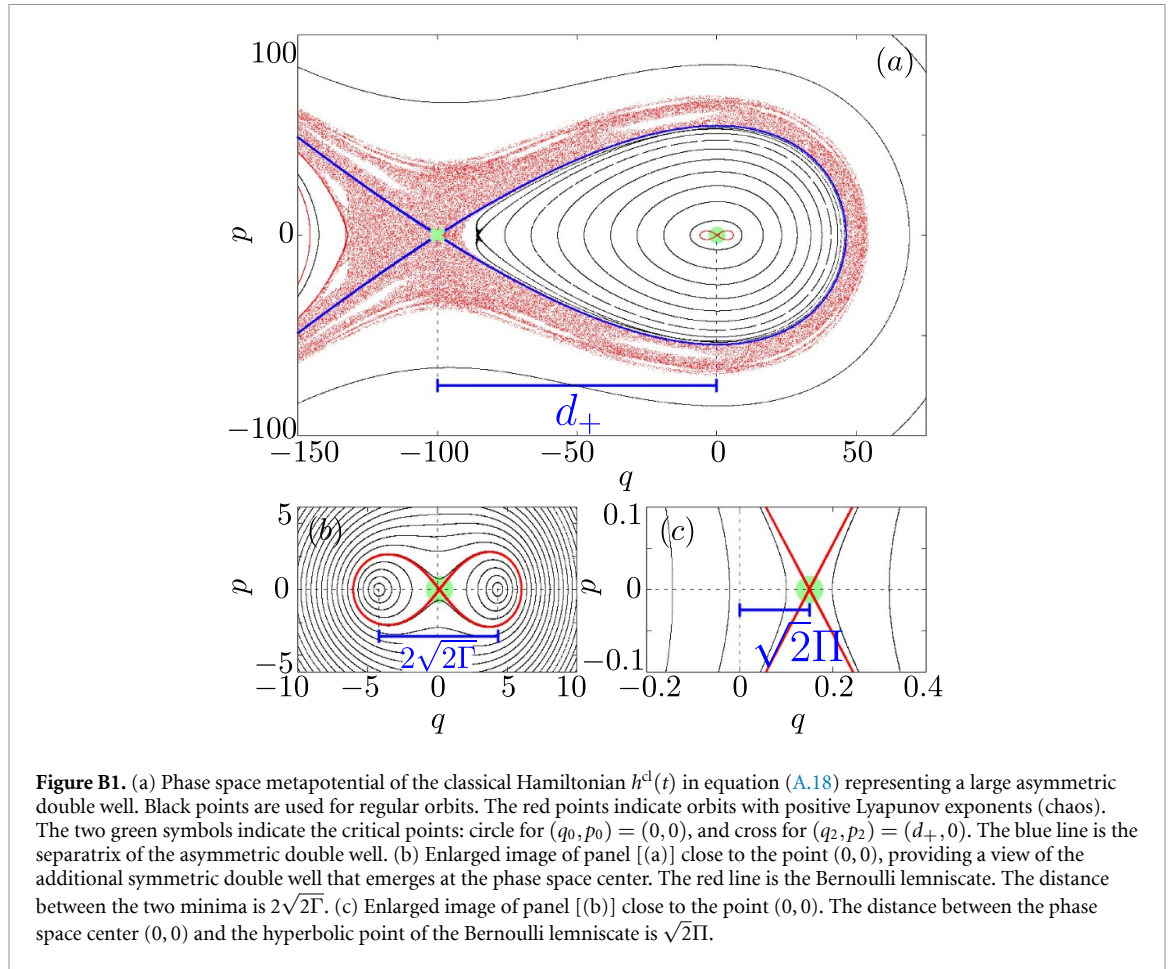 100
(a)
p
0
d₊
−100
−150
−100
−50
0
50
q
5
(b)
p
0
2√2Γ
−5
−10
−5
0
5
10
q
0.1
(c)
p
0
√2Π
−0.1
−0.2
0
0.2
0.4
q
Figure B1. (a) Phase space metapotential of the classical Hamiltonian hᶜˡ(t) in equation (A.18) representing a large asymmetric
double well. Black points are used for regular orbits. The red points indicate orbits with positive Lyapunov exponents (chaos).
The two green symbols indicate the critical points: circle for (q₀,p₀) = (0,0), and cross for (q₂,p₂) = (d₊,0). The blue line is the
separatrix of the asymmetric double well. (b) Enlarged image of panel [(a)] close to the point (0,0), providing a view of the
additional symmetric double well that emerges at the phase space center. The red line is the Bernoulli lemniscate. The distance
between the two minima is 2√2Γ. (c) Enlarged image of panel [(b)] close to the point (0,0). The distance between the phase
space center (0,0) and the hyperbolic point of the Bernoulli lemniscate is √2Π.